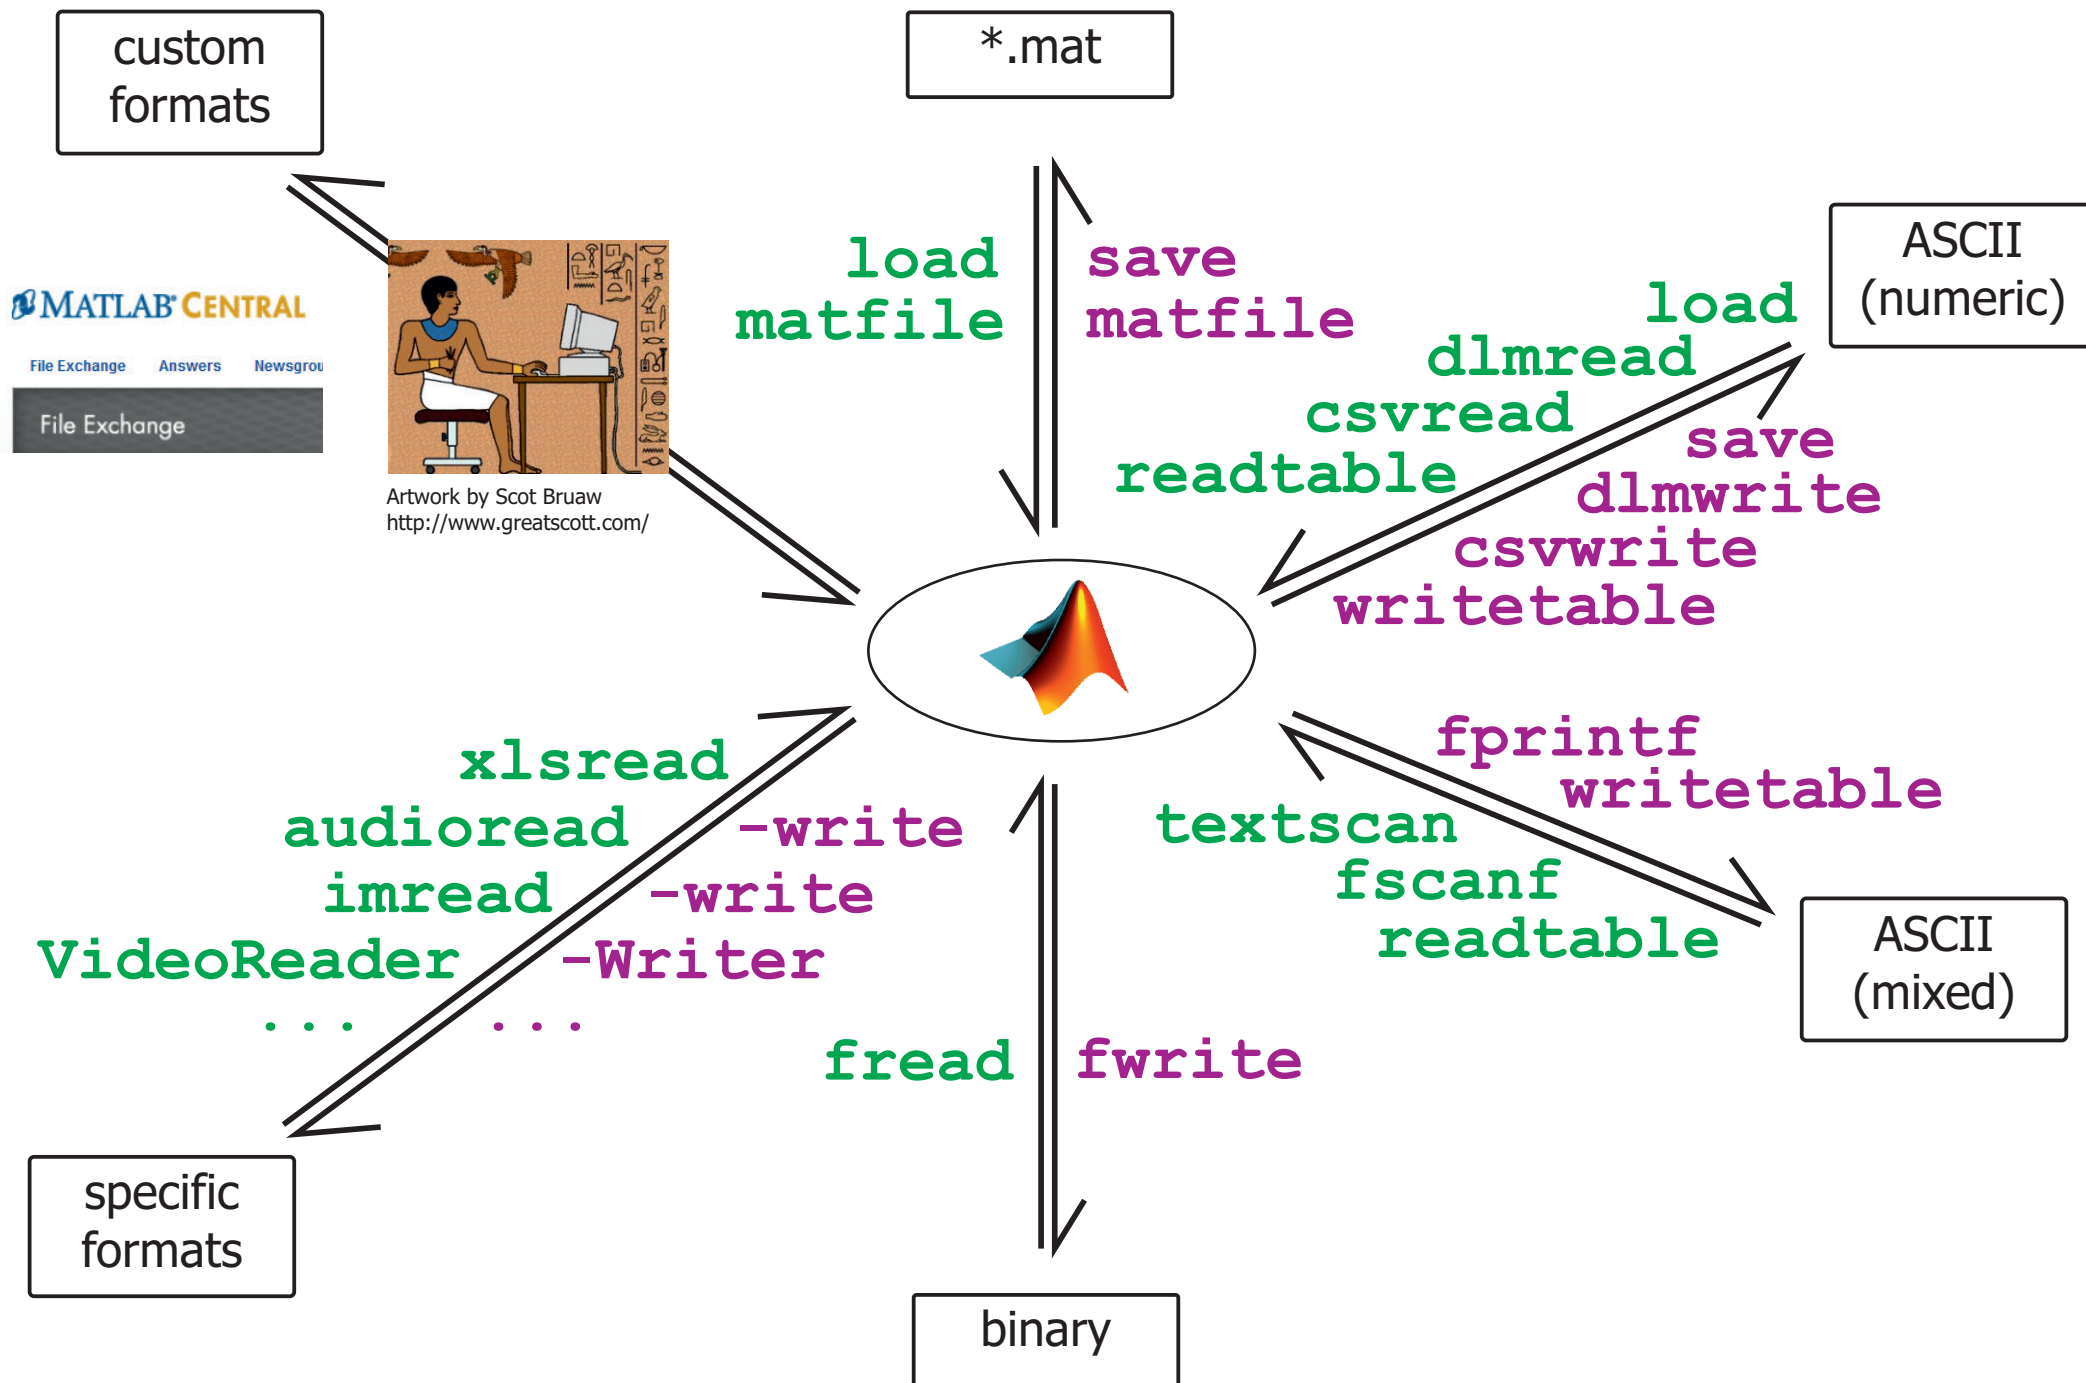 custom
formats
*.mat
ASCII
(numeric)
MATLAB® CENTRAL
File Exchange Answers Newsgrou
File Exchange
Artwork by Scot Bruaw
http://www.greatscott.com/
load
matfile
save
matfile
load
dlmread
csvread
readtable
save
dlmwrite
csvwrite
writetable
xlsread
audioread
imread
VideoReader
...
-write
-write
-Writer
...
fread
fwrite
fprintf
writetable
textscan
fscanf
readtable
ASCII
(mixed)
specific
formats
binary